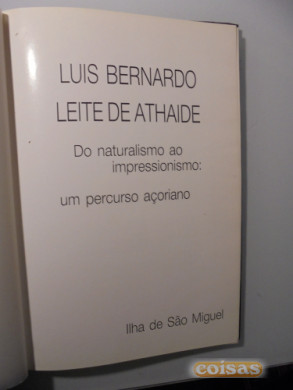 LUIS BERNARDO
LEITE DE ATHAIDE
Do naturalismo ao
impressionismo:
um percurso açoriano
Ilha de São Miguel
coisas